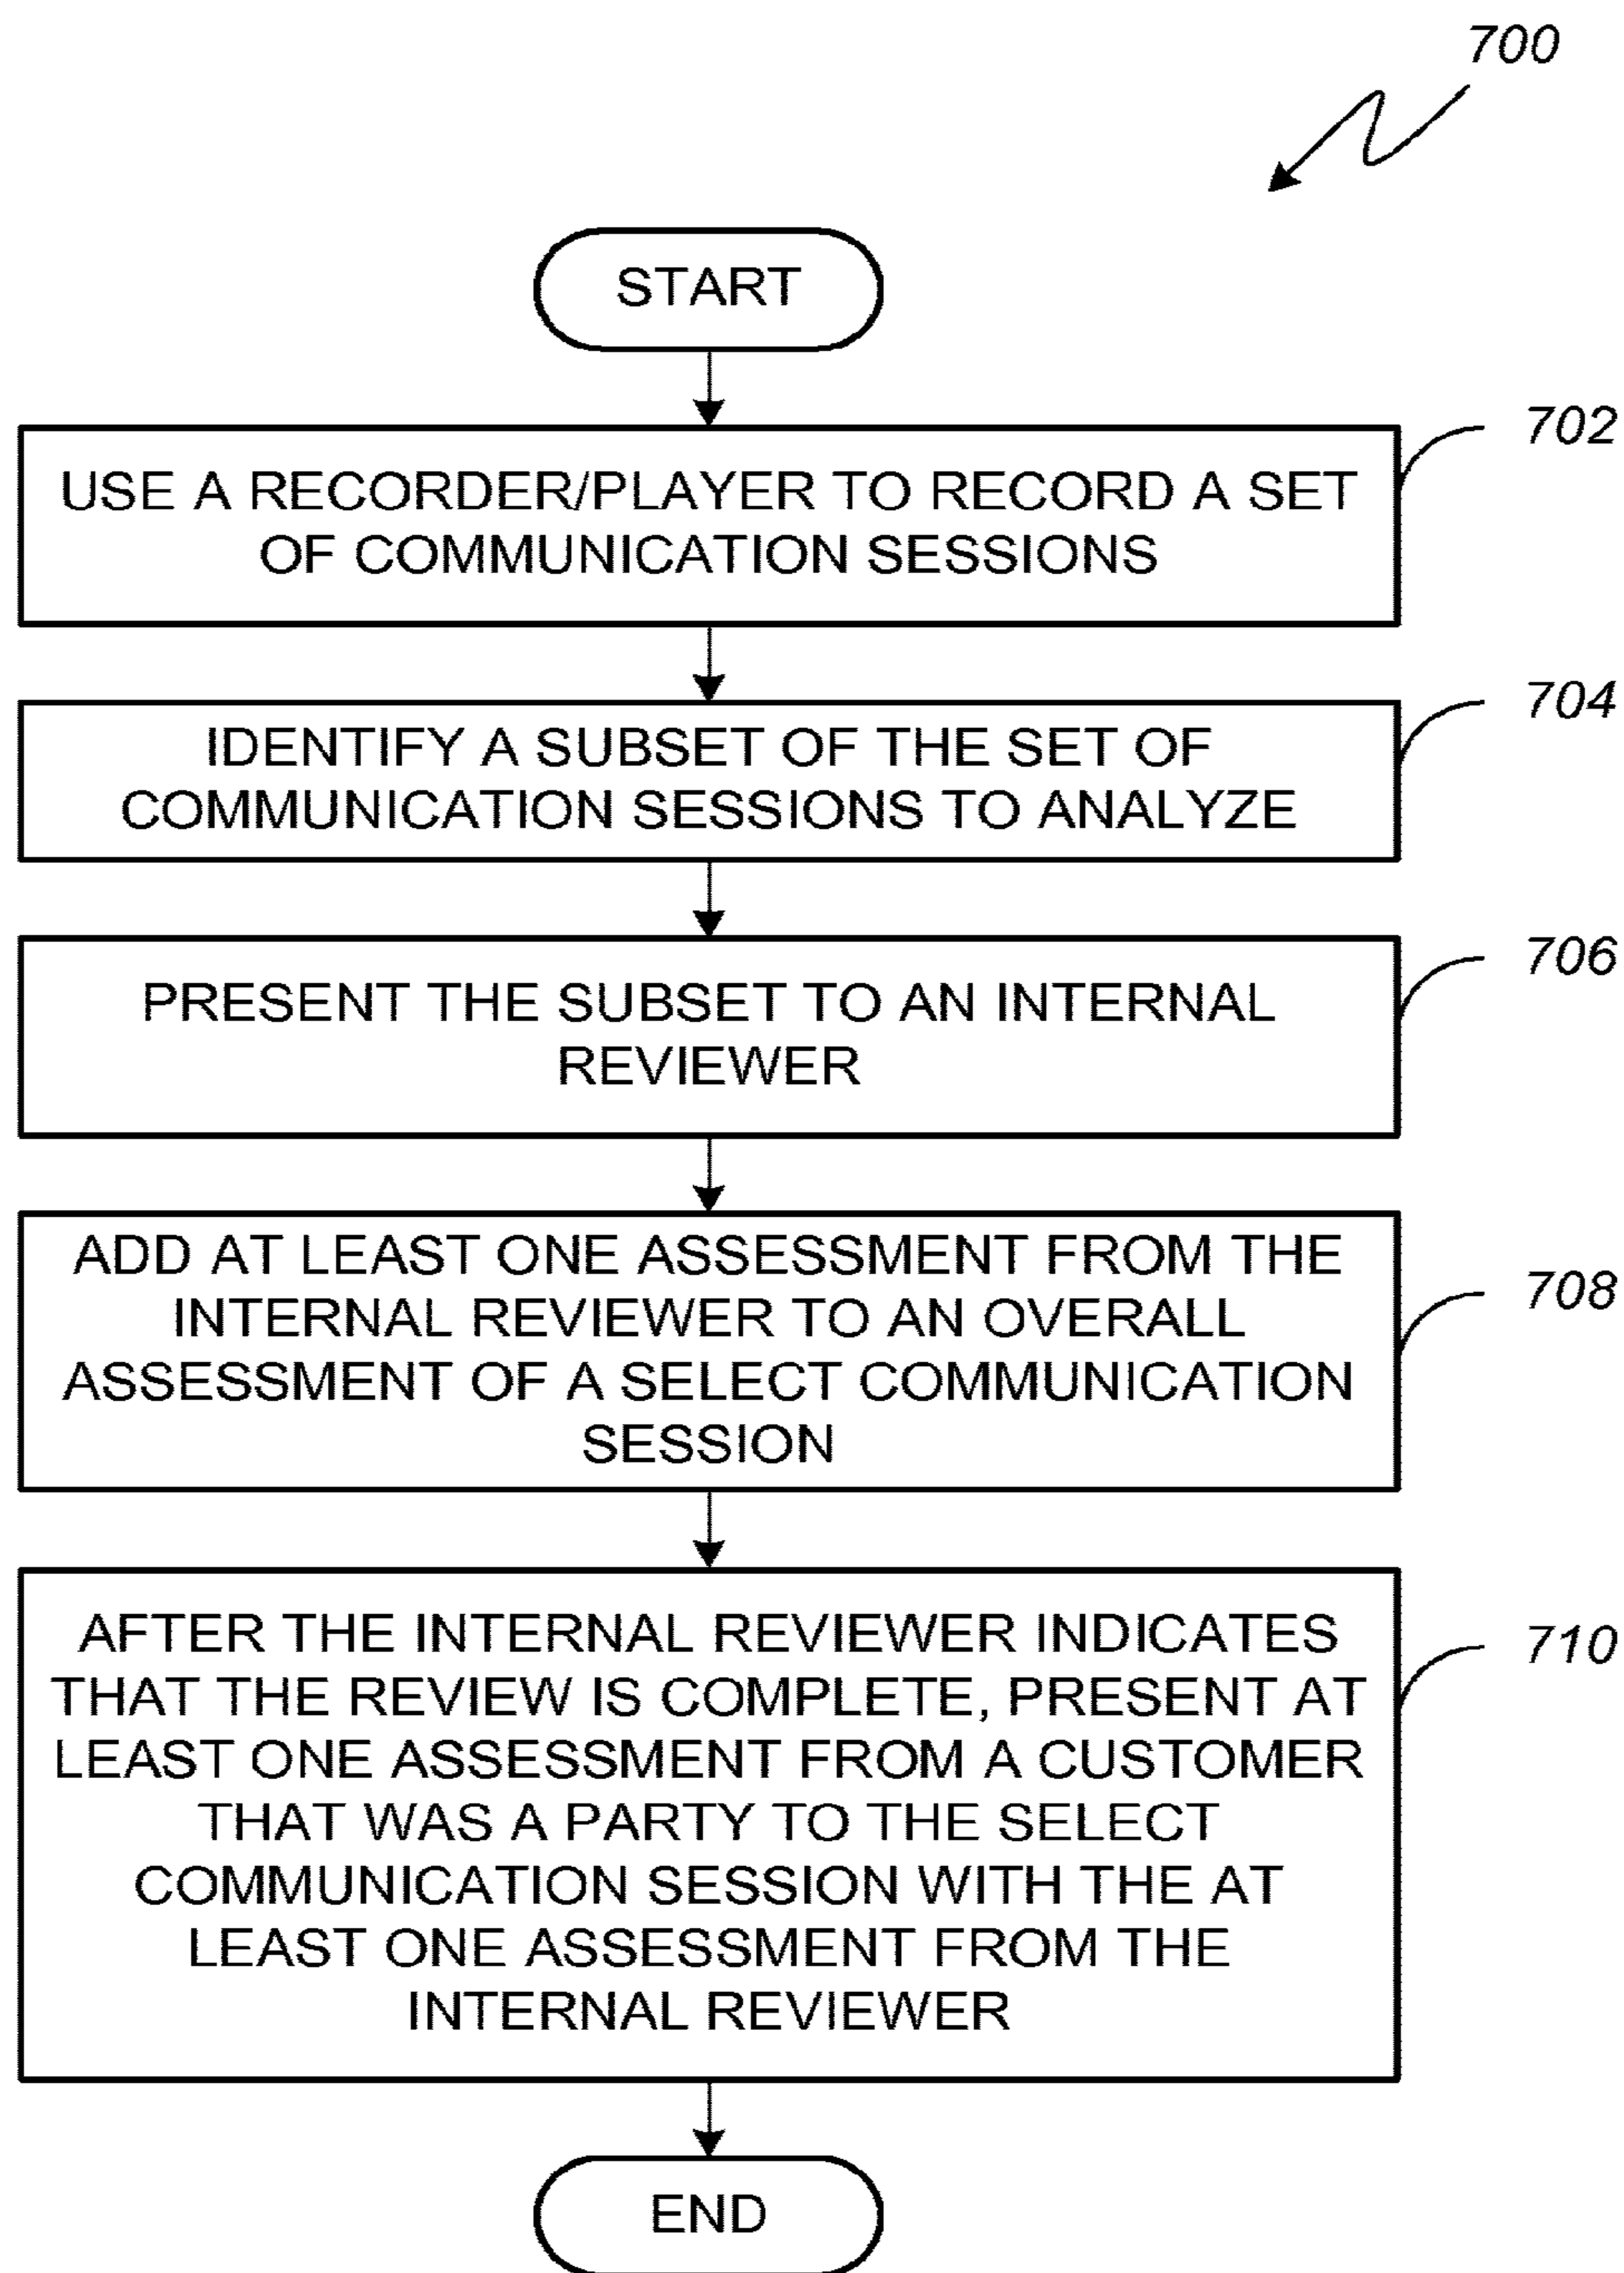 700
START
702
USE A RECORDER/PLAYER TO RECORD A SET
OF COMMUNICATION SESSIONS
704
IDENTIFY A SUBSET OF THE SET OF
COMMUNICATION SESSIONS TO ANALYZE
706
PRESENT THE SUBSET TO AN INTERNAL
REVIEWER
708
ADD AT LEAST ONE ASSESSMENT FROM THE
INTERNAL REVIEWER TO AN OVERALL
ASSESSMENT OF A SELECT COMMUNICATION
SESSION
710
AFTER THE INTERNAL REVIEWER INDICATES
THAT THE REVIEW IS COMPLETE, PRESENT AT
LEAST ONE ASSESSMENT FROM A CUSTOMER
THAT WAS A PARTY TO THE SELECT
COMMUNICATION SESSION WITH THE AT
LEAST ONE ASSESSMENT FROM THE
INTERNAL REVIEWER
END